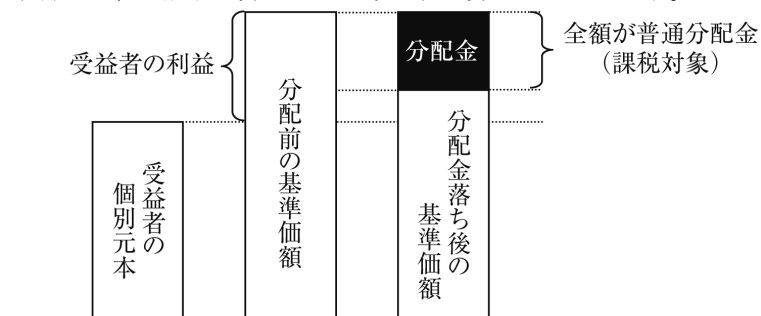 受益者の利益
分配金
全額が普通分配金
（課税対象）
分配前の基準価額
分配金落ち後の
基準価額
受益者の
個別元本